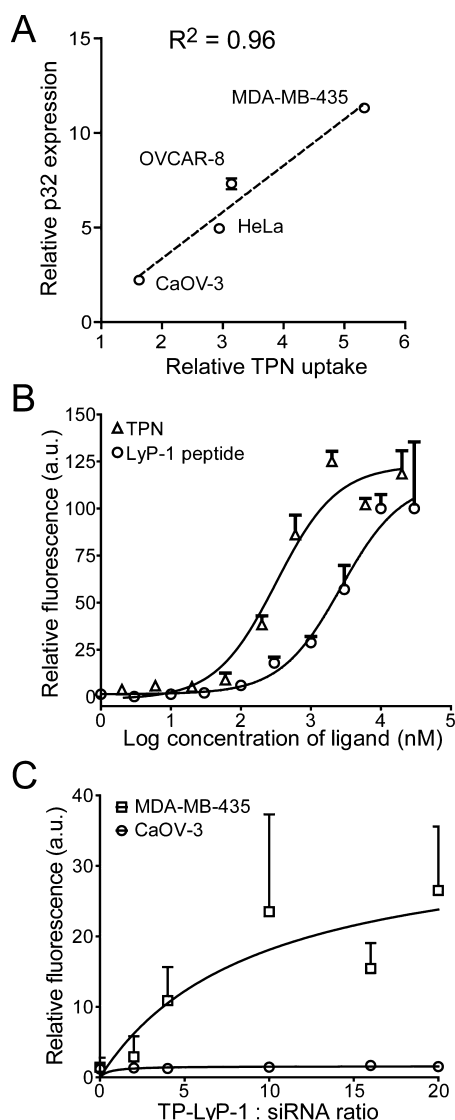 A
R² = 0.96
Relative p32 expression
15
10
5
0
MDA-MB-435
OVCAR-8
HeLa
CaOV-3
1 2 3 4 5 6
Relative TPN uptake
B
Relative fluorescence (a.u.)
150
125
100
75
50
25
0
TPN
LyP-1 peptide
0 1 2 3 4 5
Log concentration of ligand (nM)
C
Relative fluorescence (a.u.)
40
30
20
10
0
MDA-MB-435
CaOV-3
0 5 10 15 20
TP-LyP-1 : siRNA ratio